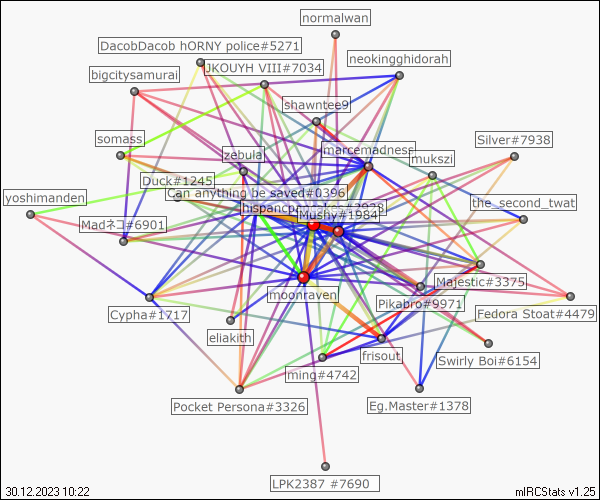 normalwan
DacobDacob hORNY police#5271
JKOUYH VIII#7034
neokingghidorah
bigcitysamurai
shawntee9
somass
marcemadness
zebula
mukszi
Silver#7938
Duck#1245
Can anything be saved#0396
yoshimanden
the_second_twat
Mushy#1984
Madネコ#6901
moonraven
Majestic#3375
Pikabro#9971
Cypha#1717
Fedora Stoat#4479
eliakith
frisout
Swirly Boi#6154
ming#4742
Pocket Persona#3326
Eg.Master#1378
LPK2387 #7690
30.12.2023 10:22
mIRCStats v1.25